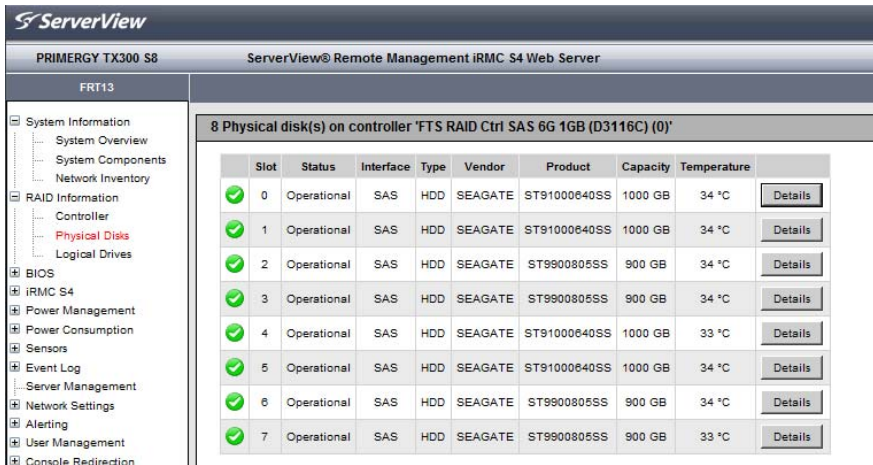 ServerView
PRIMERGY TX300 S8
ServerView® Remote Management iRMC S4 Web Server
FRT13
System Information
System Overview
System Components
Network Inventory
RAID Information
Controller
Physical Disks
Logical Drives
BIOS
iRMC S4
Power Management
Power Consumption
Sensors
Event Log
Server Management
Network Settings
Alerting
User Management
Console Redirection
8 Physical disk(s) on controller 'FTS RAID Ctrl SAS 6G 1GB (D3116C) (0)'
Slot Status Interface Type Vendor Product Capacity Temperature
0 Operational SAS HDD SEAGATE ST91000640SS 1000 GB 34 °C Details
1 Operational SAS HDD SEAGATE ST91000640SS 1000 GB 34 °C Details
2 Operational SAS HDD SEAGATE ST9900805SS 900 GB 34 °C Details
3 Operational SAS HDD SEAGATE ST9900805SS 900 GB 34 °C Details
4 Operational SAS HDD SEAGATE ST91000640SS 1000 GB 33 °C Details
5 Operational SAS HDD SEAGATE ST91000640SS 1000 GB 34 °C Details
6 Operational SAS HDD SEAGATE ST9900805SS 900 GB 34 °C Details
7 Operational SAS HDD SEAGATE ST9900805SS 900 GB 33 °C Details